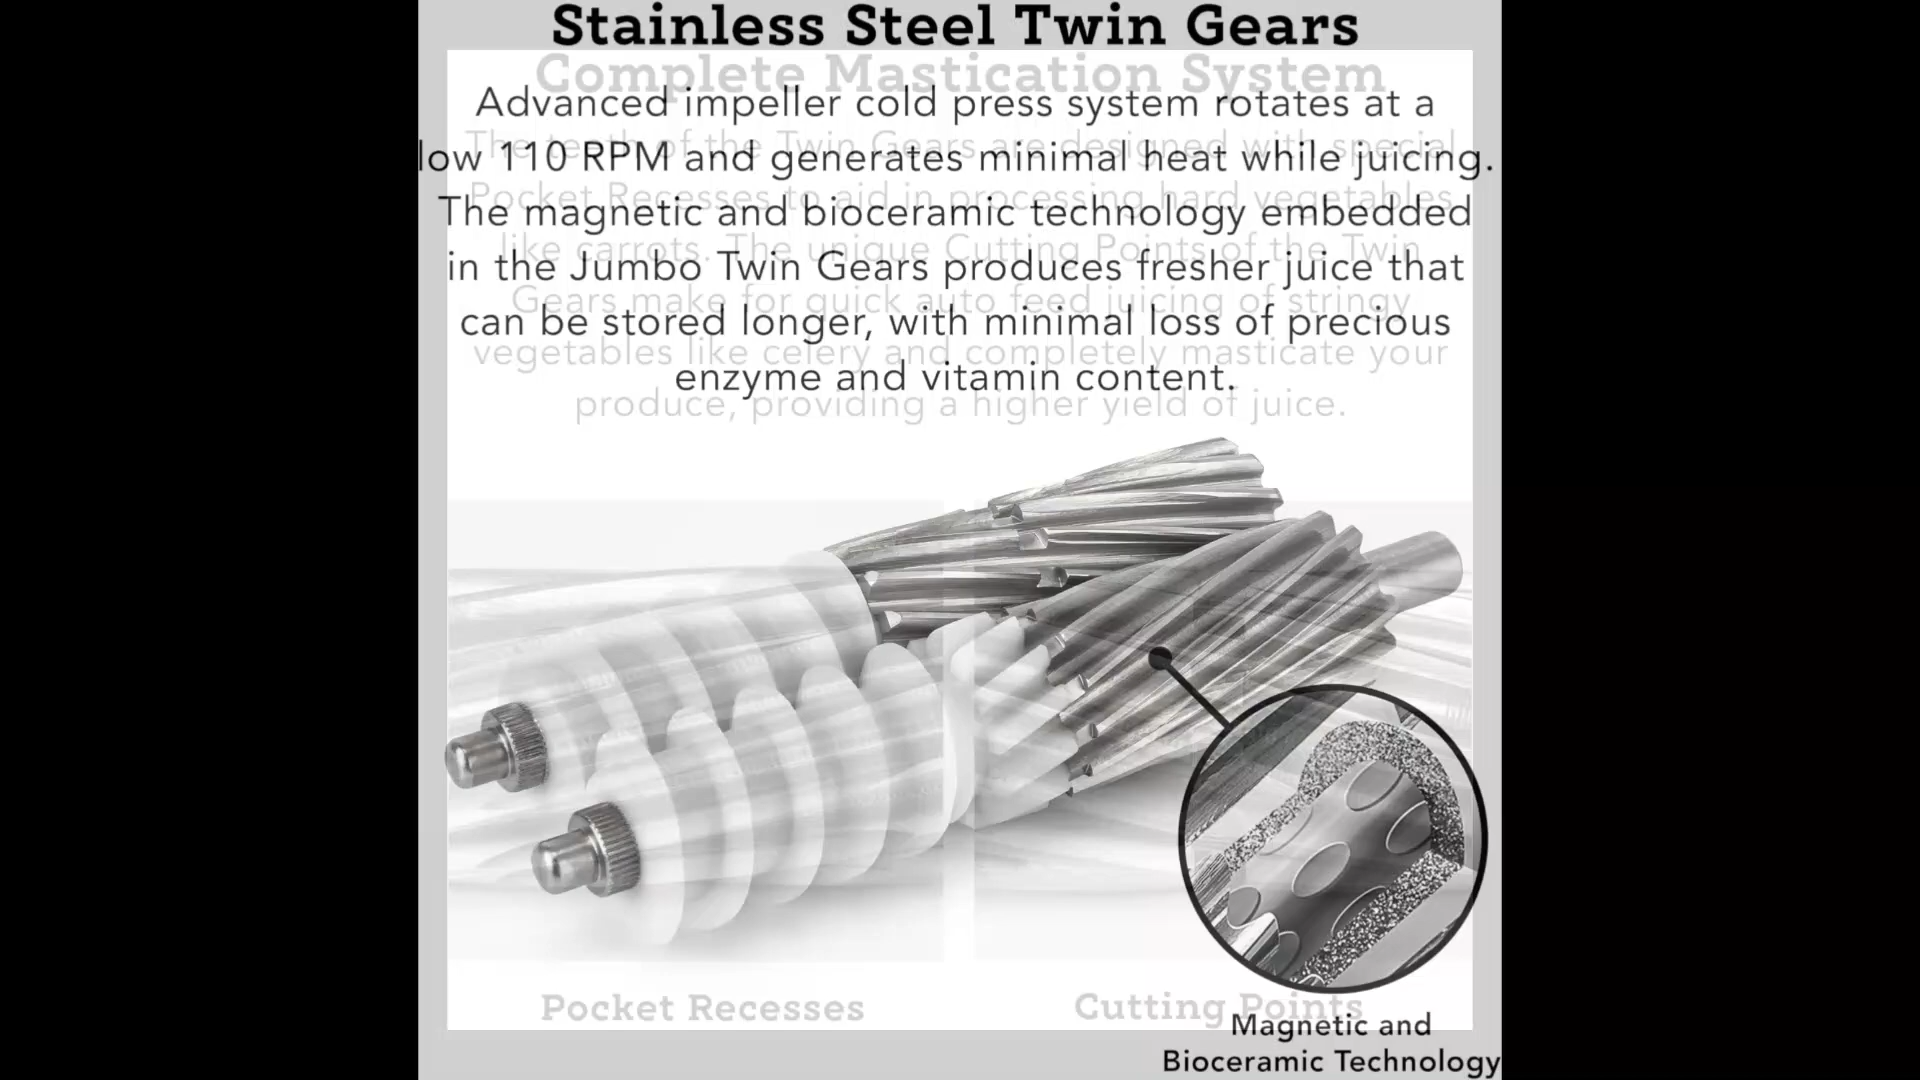 Stainless Steel Twin Gears
Complete Mastication System
Advanced impeller cold press system rotates at a
low 110 RPM and generates minimal heat while juicing.
The magnetic and bioceramic technology embedded
in the Jumbo Twin Gears produces fresher juice that
can be stored longer, with minimal loss of precious
enzyme and vitamin content.
The teeth of the Twin Gears are designed with special
Pocket Recesses to aid in processing hard vegetables
like carrots. The unique Cutting Points of the Twin
Gears make for quick auto feed juicing of stringy
vegetables like celery and completely masticate your
produce, providing a higher yield of juice.
Pocket Recesses
Cutting Points
Magnetic and
Bioceramic Technology